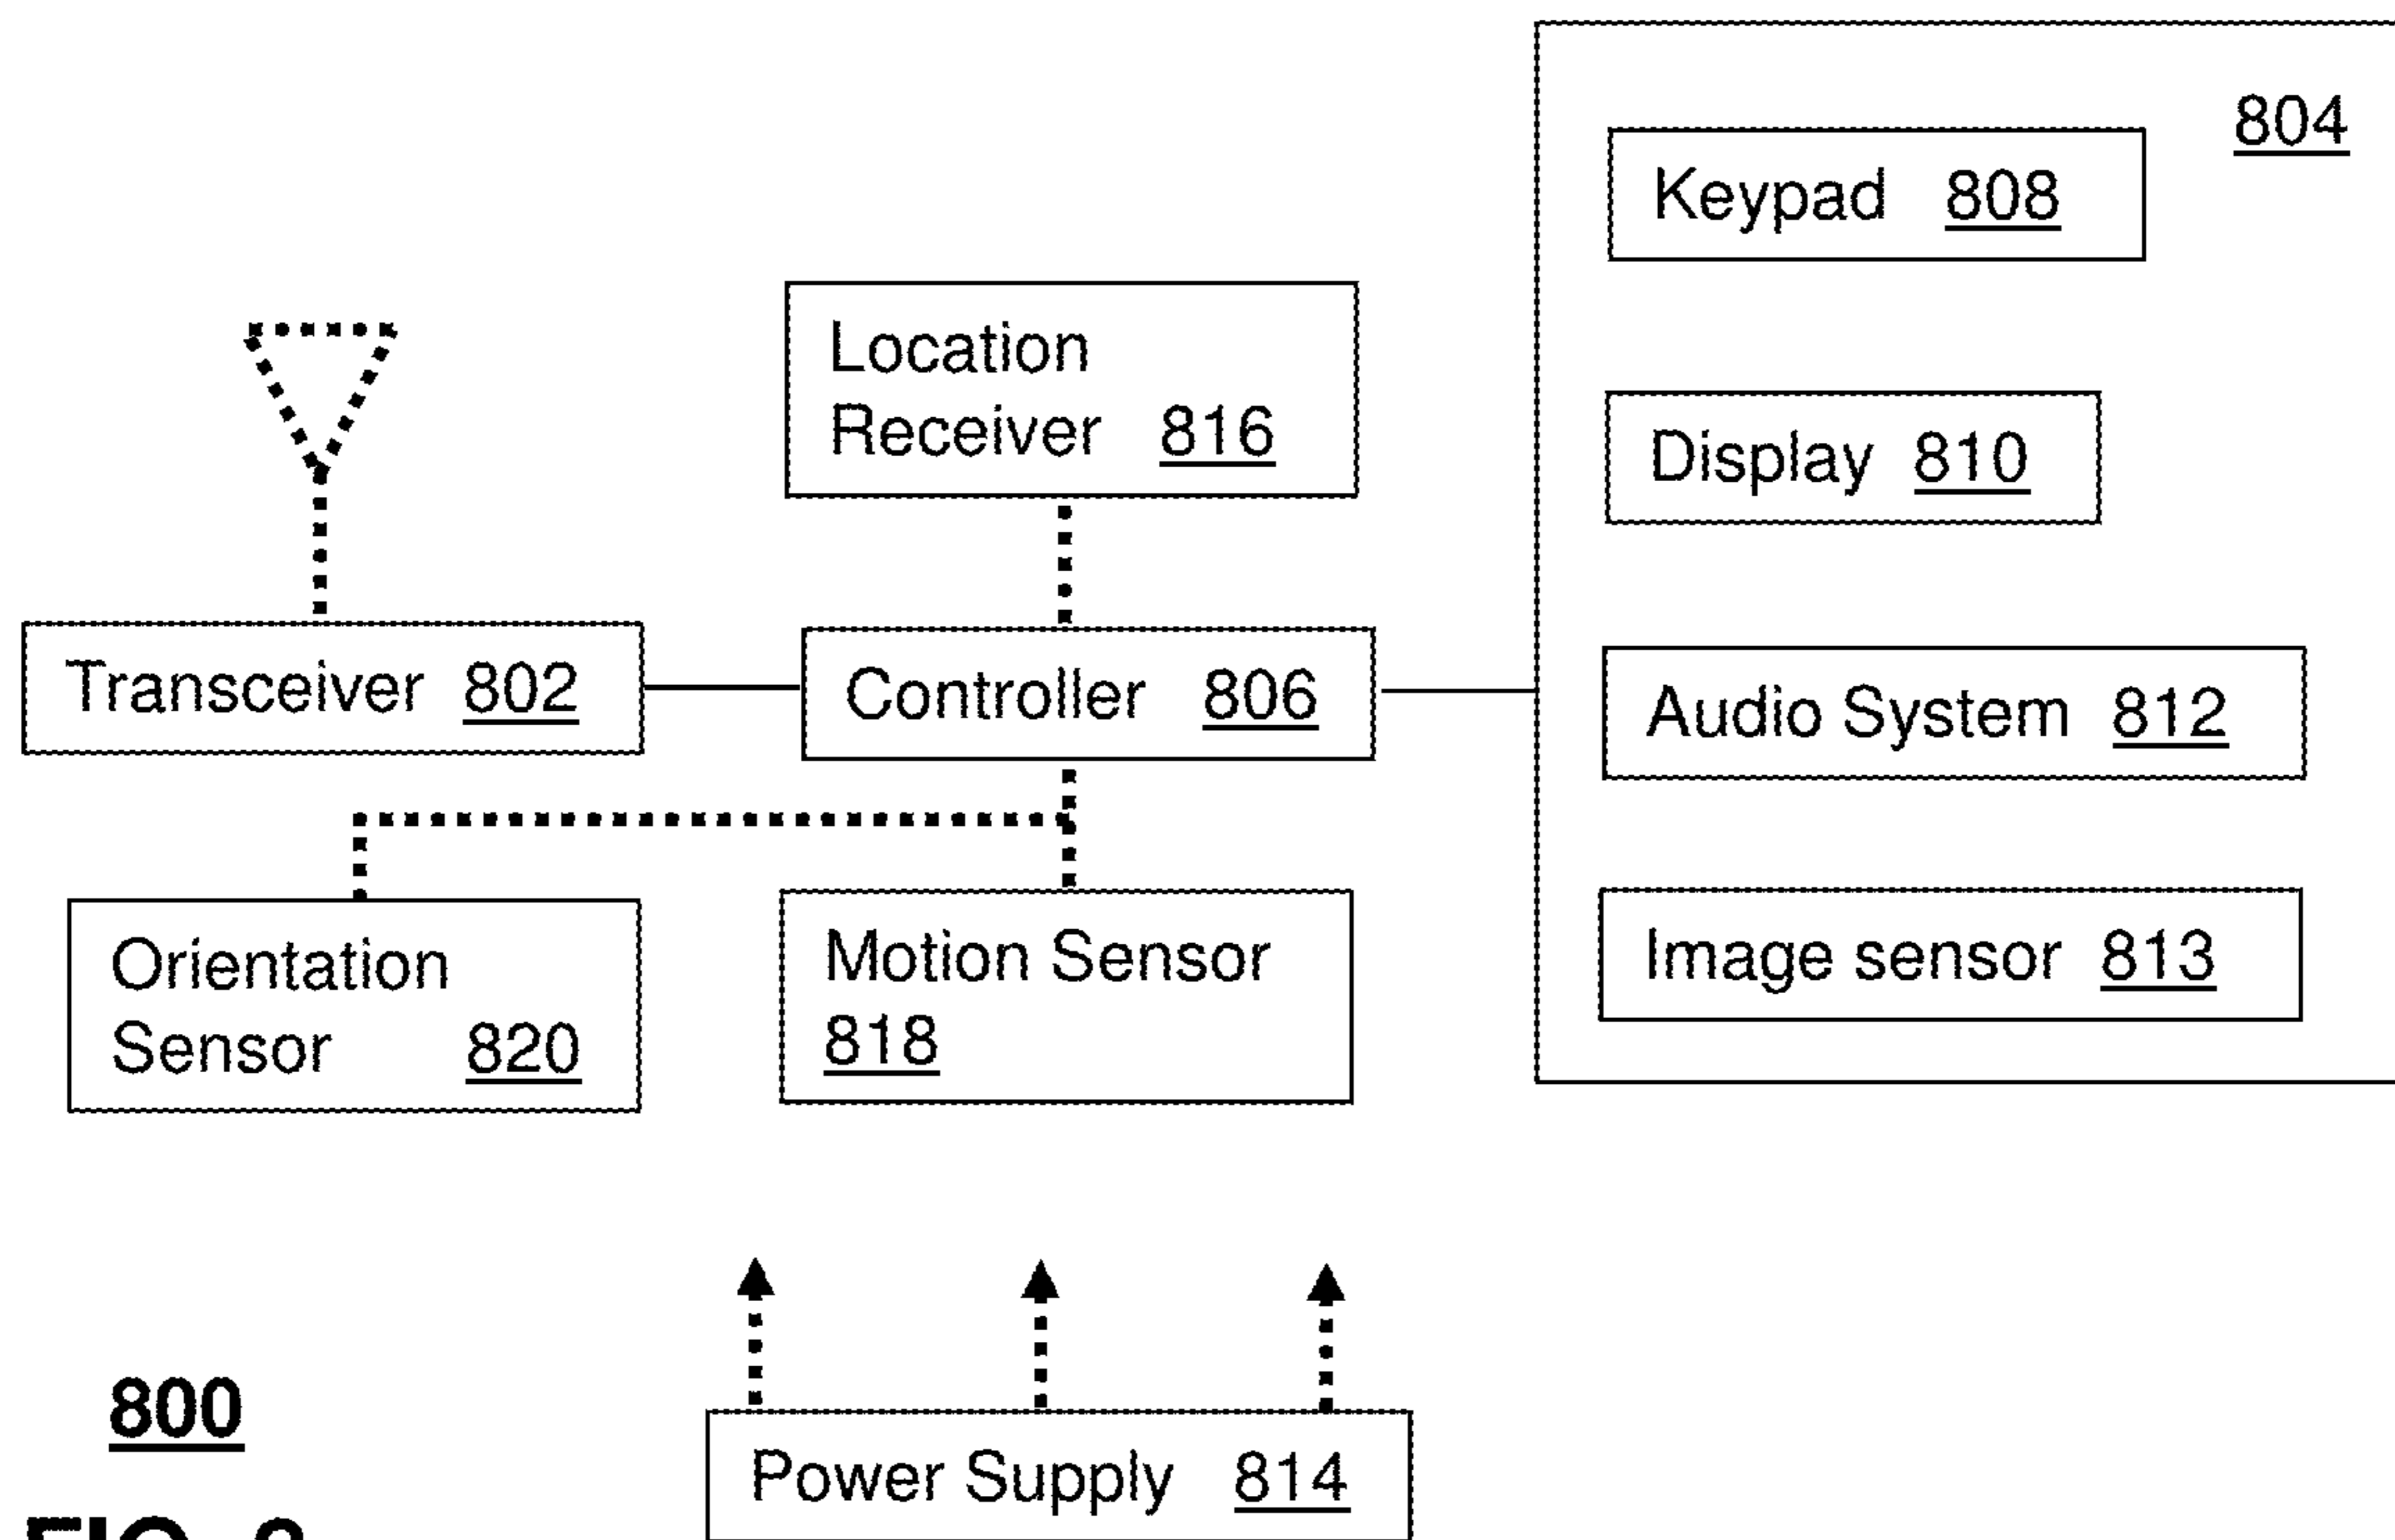 804
Keypad 808
Location
Receiver 816
Display 810
Transceiver 802
Controller 806
Audio System 812
Orientation
Sensor 820
Motion Sensor
818
Image sensor 813
800
Power Supply 814
FIG.